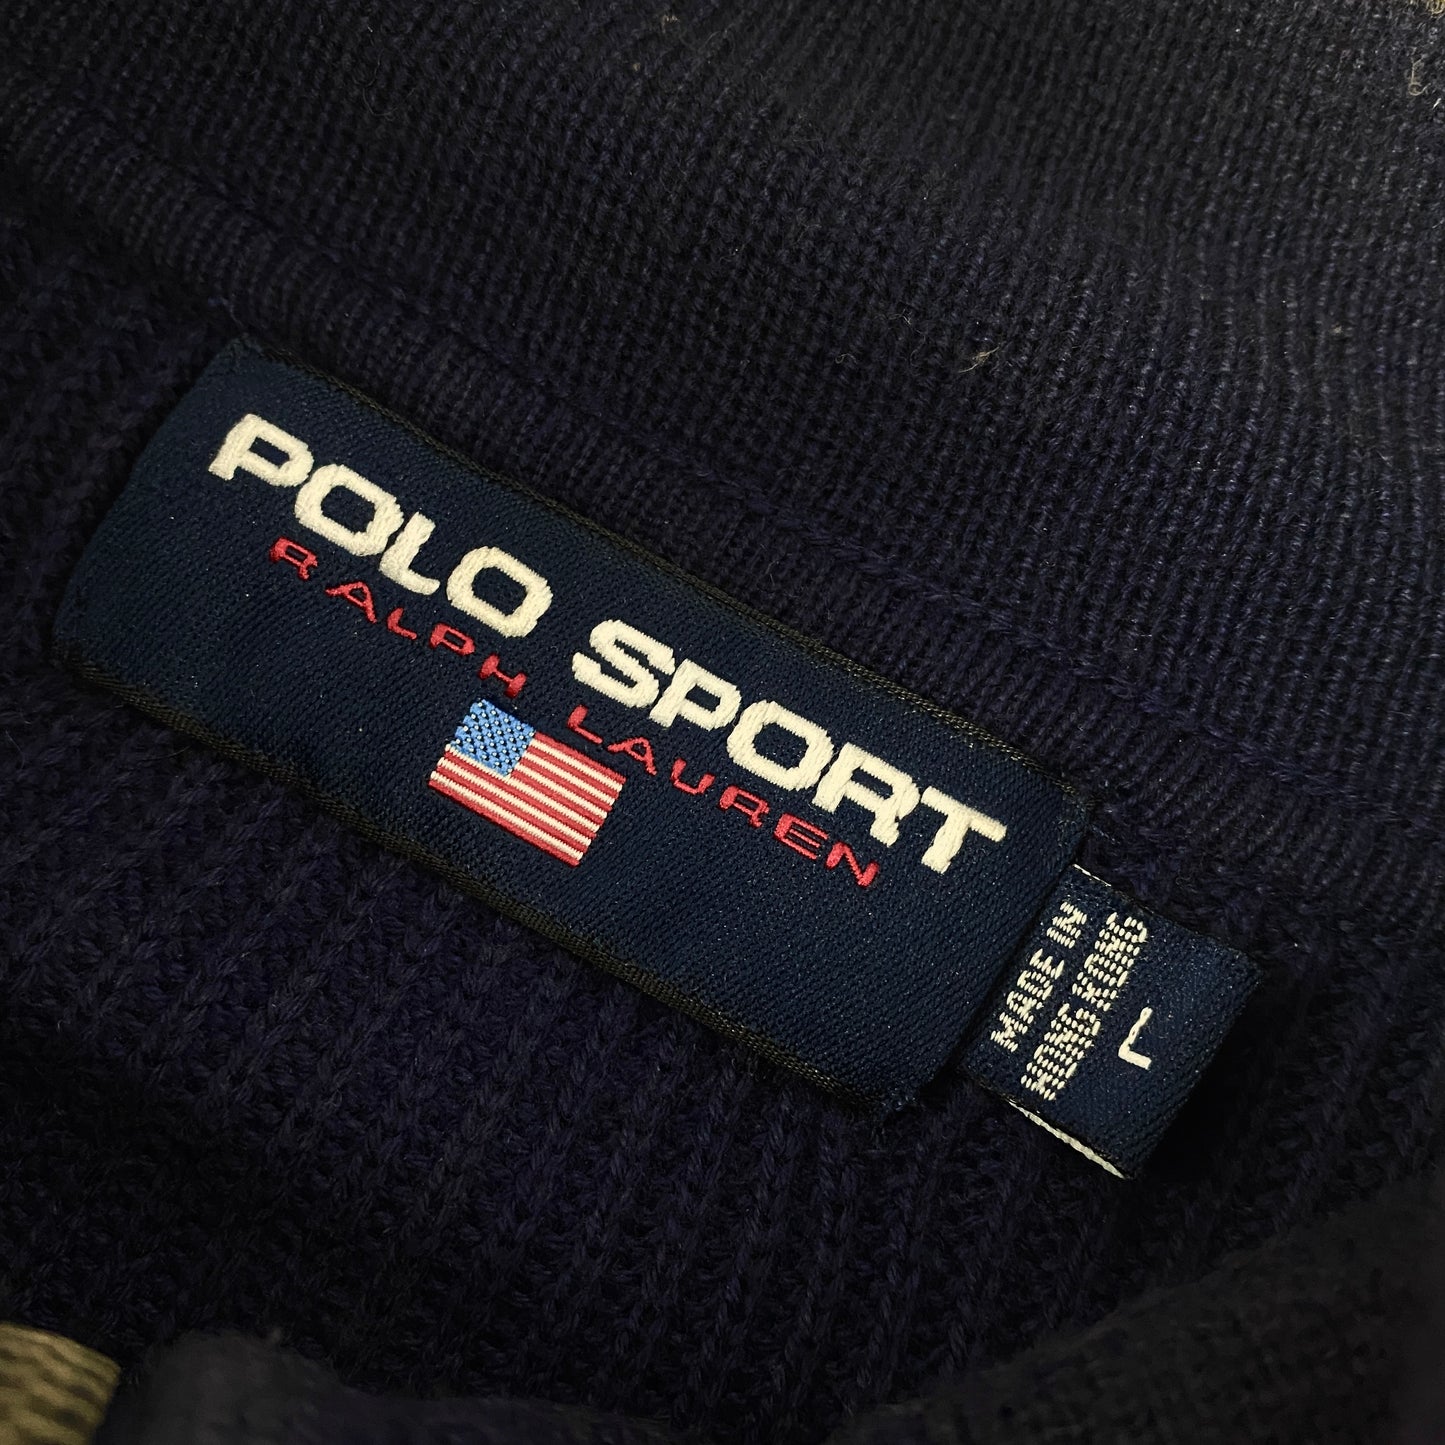 POLO SPORT
RALPH LAUREN
MADE IN
HONG KONG
L